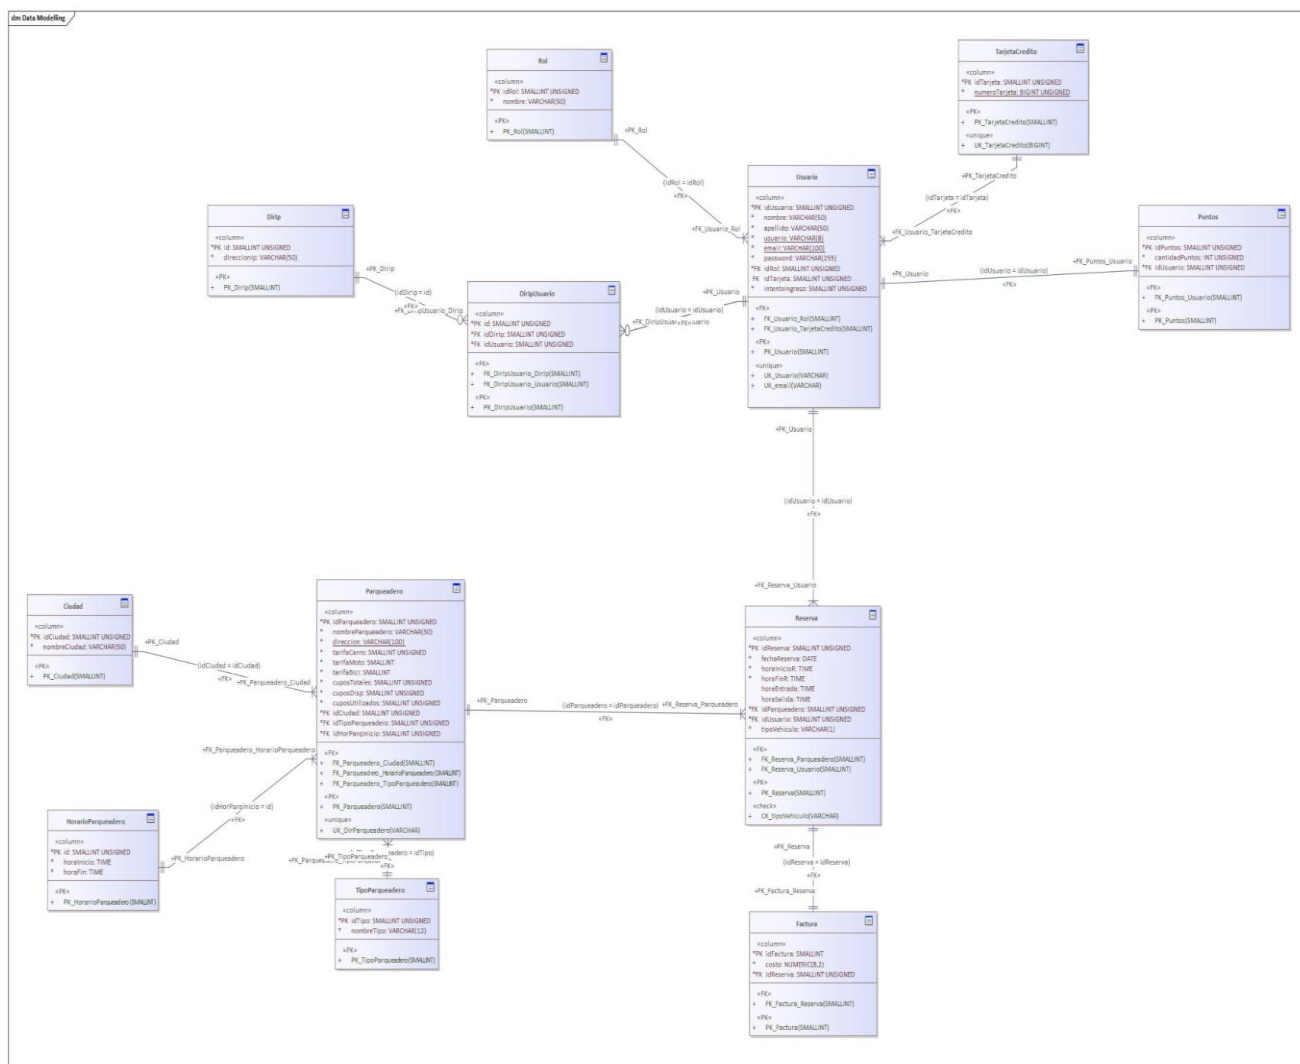 dm Data Modelling
Rol
«column»
*PK idRol: SMALLINT UNSIGNED
* nombre: VARCHAR(50)
«PK»
+ PK_Rol(SMALLINT)
+PK_Rol
(idRol = idRol)
«FK»
+FK_Usuario_Rol
TarjetaCredito
«column»
*PK idTarjeta: SMALLINT UNSIGNED
* numeroTarjeta: BIGINT UNSIGNED
«PK»
+ PK_TarjetaCredito(SMALLINT)
«unique»
+ UK_TarjetaCredito(BIGINT)
+PK_TarjetaCredito
(idTarjeta = idTarjeta)
«FK»
+FK_Usuario_TarjetaCredito
Usuario
«column»
*PK idUsuario: SMALLINT UNSIGNED
* nombre: VARCHAR(50)
* apellido: VARCHAR(50)
* usuario: VARCHAR(8)
* email: VARCHAR(100)
* password: VARCHAR(255)
*FK idRol: SMALLINT UNSIGNED
FK idTarjeta: SMALLINT UNSIGNED
* intentoIngreso: SMALLINT UNSIGNED
«FK»
+ FK_Usuario_Rol(SMALLINT)
+ FK_Usuario_TarjetaCredito(SMALLINT)
«PK»
+ PK_Usuario(SMALLINT)
«unique»
+ UK_Usuario(VARCHAR)
+ UK_email(VARCHAR)
Puntos
«column»
*PK idPuntos: SMALLINT UNSIGNED
* cantidadPuntos: INT UNSIGNED
*FK idUsuario: SMALLINT UNSIGNED
«FK»
+ FK_Puntos_Usuario(SMALLINT)
«PK»
+ PK_Puntos(SMALLINT)
+PK_Usuario
(idUsuario = idUsuario)
«FK»
+FK_Puntos_Usuario
DirIp
«column»
*PK id: SMALLINT UNSIGNED
* direccionIp: VARCHAR(50)
«PK»
+ PK_DirIp(SMALLINT)
+PK_DirIp
(idDirIp = id)
«FK»
DirIpUsuario
«column»
*PK id: SMALLINT UNSIGNED
*FK idDirIp: SMALLINT UNSIGNED
*FK idUsuario: SMALLINT UNSIGNED
«FK»
+ FK_DirIpUsuario_DirIp(SMALLINT)
+ FK_DirIpUsuario_Usuario(SMALLINT)
«PK»
+ PK_DirIpUsuario(SMALLINT)
+PK_Usuario
(idUsuario = idUsuario)
+PK_Usuario
(idUsuario = idUsuario)
«FK»
+FK_Reserva_Usuario
Ciudad
«column»
*PK idCiudad: SMALLINT UNSIGNED
* nombreCiudad: VARCHAR(50)
«PK»
+ PK_Ciudad(SMALLINT)
+PK_Ciudad
(idCiudad = idCiudad)
«FK»
+FK_Parqueadero_Ciudad
Parqueadero
«column»
*PK idParqueadero: SMALLINT UNSIGNED
* nombreParqueadero: VARCHAR(50)
* direccion: VARCHAR(100)
* tarifaCarro: SMALLINT UNSIGNED
* tarifaMoto: SMALLINT
* tarifaBici: SMALLINT
* cuposTotales: SMALLINT UNSIGNED
* cuposDisp: SMALLINT UNSIGNED
* cuposUtilizados: SMALLINT UNSIGNED
*FK idCiudad: SMALLINT UNSIGNED
*FK idTipoParqueadero: SMALLINT UNSIGNED
*FK idHorParqInicio: SMALLINT UNSIGNED
«FK»
+ FK_Parqueadero_Ciudad(SMALLINT)
+ FK_Parqueadero_HorarioParqueadero(SMALLINT)
+ FK_Parqueadero_TipoParqueadero(SMALLINT)
«PK»
+ PK_Parqueadero(SMALLINT)
«unique»
+ UK_DirParqueadero(VARCHAR)
+PK_Parqueadero
(idParqueadero = idParqueadero)
«FK»
+FK_Reserva_Parqueadero
Reserva
«column»
*PK idReserva: SMALLINT UNSIGNED
* fechaReserva: DATE
* horaInicioR: TIME
* horaFinR: TIME
horaEntrada: TIME
horaSalida: TIME
*FK idParqueadero: SMALLINT UNSIGNED
*FK idUsuario: SMALLINT UNSIGNED
* tipoVehiculo: VARCHAR(1)
«FK»
+ FK_Reserva_Parqueadero(SMALLINT)
+ FK_Reserva_Usuario(SMALLINT)
«PK»
+ PK_Reserva(SMALLINT)
«check»
+ CK_tipoVehiculo(VARCHAR)
+FK_Parqueadero_HorarioParqueadero
(idHorParqInicio = id)
«FK»
+PK_HorarioParqueadero
HorarioParqueadero
«column»
*PK id: SMALLINT UNSIGNED
* horaInicio: TIME
* horaFin: TIME
«PK»
+ PK_HorarioParqueadero(SMALLINT)
+PK_TipoParqueadero
«FK»
TipoParqueadero
«column»
*PK idTipo: SMALLINT UNSIGNED
* nombreTipo: VARCHAR(12)
«PK»
+ PK_TipoParqueadero(SMALLINT)
+PK_Reserva
(idReserva = idReserva)
«FK»
+FK_Factura_Reserva
Factura
«column»
*PK idFactura: SMALLINT
* costo: NUMERIC(8,2)
*FK idReserva: SMALLINT UNSIGNED
«FK»
+ FK_Factura_Reserva(SMALLINT)
«PK»
+ PK_Factura(SMALLINT)